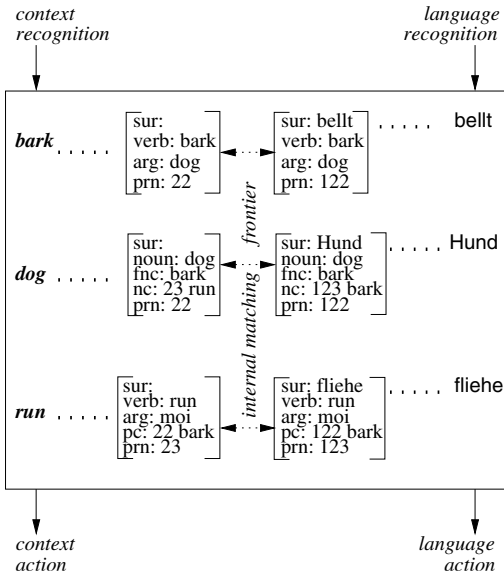 context
recognition
language
recognition
bark . . . . .
sur:
verb: bark
arg: dog
prn: 22
sur: bellt
verb: bark
arg: dog
prn: 122
. . . . . bellt
internal matching frontier
dog . . . . .
sur:
noun: dog
fnc: bark
nc: 23 run
prn: 22
sur: Hund
noun: dog
fnc: bark
nc: 123 bark
prn: 122
. . . . . Hund
run . . . . .
sur:
verb: run
arg: moi
pc: 22 bark
prn: 23
sur: fliehe
verb: run
arg: moi
pc: 122 bark
prn: 123
. . . . . fliehe
context
action
language
action